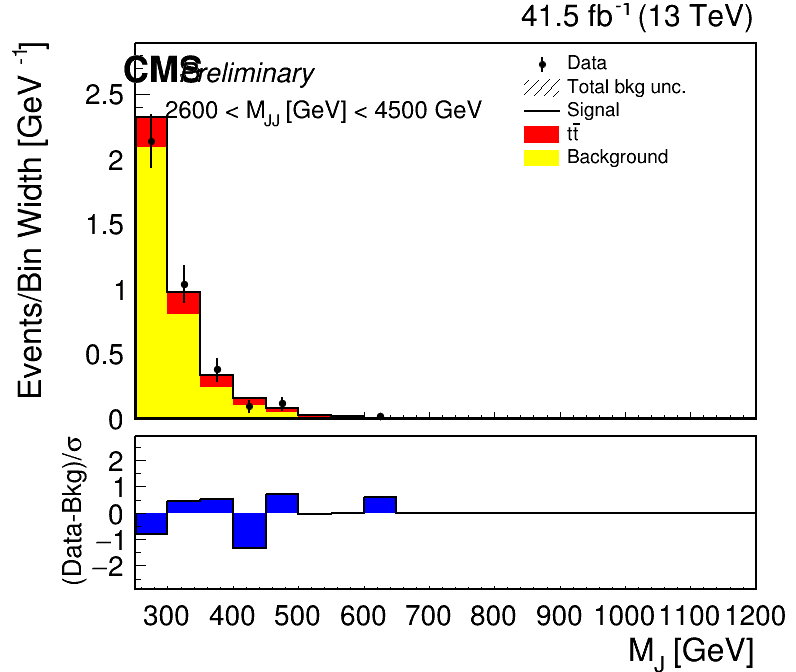 41.5 fb⁻¹ (13 TeV)
CMS Preliminary
2600 < M_JJ [GeV] < 4500 GeV
Data
Total bkg unc.
Signal
tt̄
Background
Events/Bin Width [GeV⁻¹]
2.5
2
1.5
1
0.5
0
(Data-Bkg)/σ
2
1
0
−1
−2
300 400 500 600 700 800 900 1000 1100 1200
M_J [GeV]